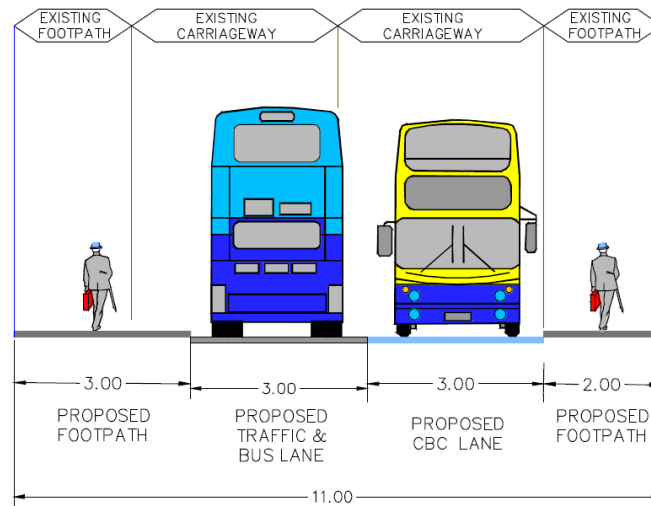 EXISTING
FOOTPATH
EXISTING
CARRIAGEWAY
EXISTING
CARRIAGEWAY
EXISTING
FOOTPATH
3.00
3.00
3.00
2.00
PROPOSED
FOOTPATH
PROPOSED
TRAFFIC &
BUS LANE
PROPOSED
CBC LANE
PROPOSED
FOOTPATH
11.00